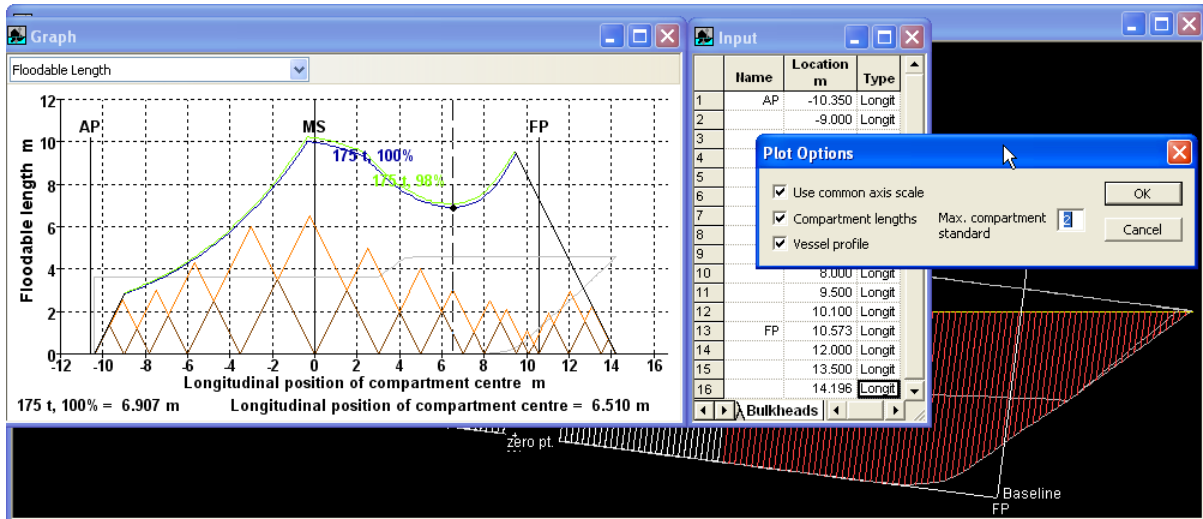 Graph
Floodable Length
12
10
8
6
4
2
0
Floodable length m
AP
MS
FP
175 t, 100%
175 t, 98%
-12 -10 -8 -6 -4 -2 0 2 4 6 8 10 12 14 16
Longitudinal position of compartment centre m
175 t, 100% = 6.907 m Longitudinal position of compartment centre = 6.510 m
Input
Name Location m Type
1 AP -10.350 Longit
2 -9.000 Longit
3
4
5
6
7
8
9
10 8.000 Longit
11 9.500 Longit
12 10.100 Longit
13 FP 10.573 Longit
14 12.000 Longit
15 13.500 Longit
16 14.196 Longit
Bulkheads
Plot Options
Use common axis scale
Compartment lengths
Vessel profile
Max. compartment standard 2
OK
Cancel
zero pt.
Baseline
FP